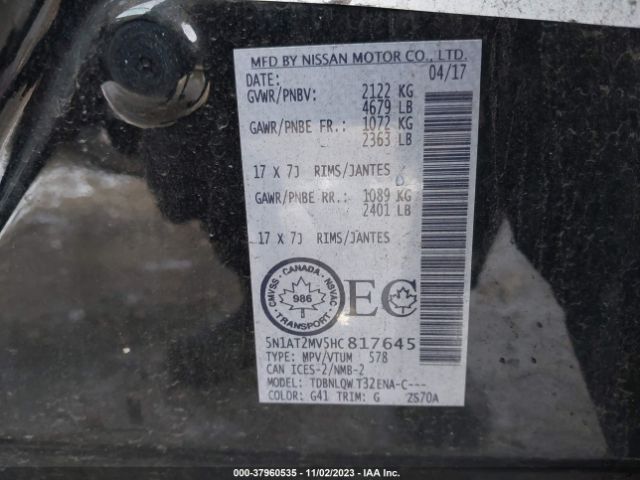 MFD BY NISSAN MOTOR CO., LTD.
DATE: 04/17
GVWR/PNBV: 2122 KG
4679 LB
GAWR/PNBE FR.: 1072 KG
2363 LB
17 X 7J RIMS/JANTES
GAWR/PNBE RR.: 1089 KG
2401 LB
17 X 7J RIMS/JANTES
CMVSS - CANADA - NSVAC
986
TRANSPORT
EC
5N1AT2MV5HC817645
TYPE: MPV/VTUM 578
CAN ICES-2/NMB-2
MODEL: TDBNLQW T32ENA-C---
COLOR: G41 TRIM: G 2S70A
000-37960535 - 11/02/2023 - IAA Inc.